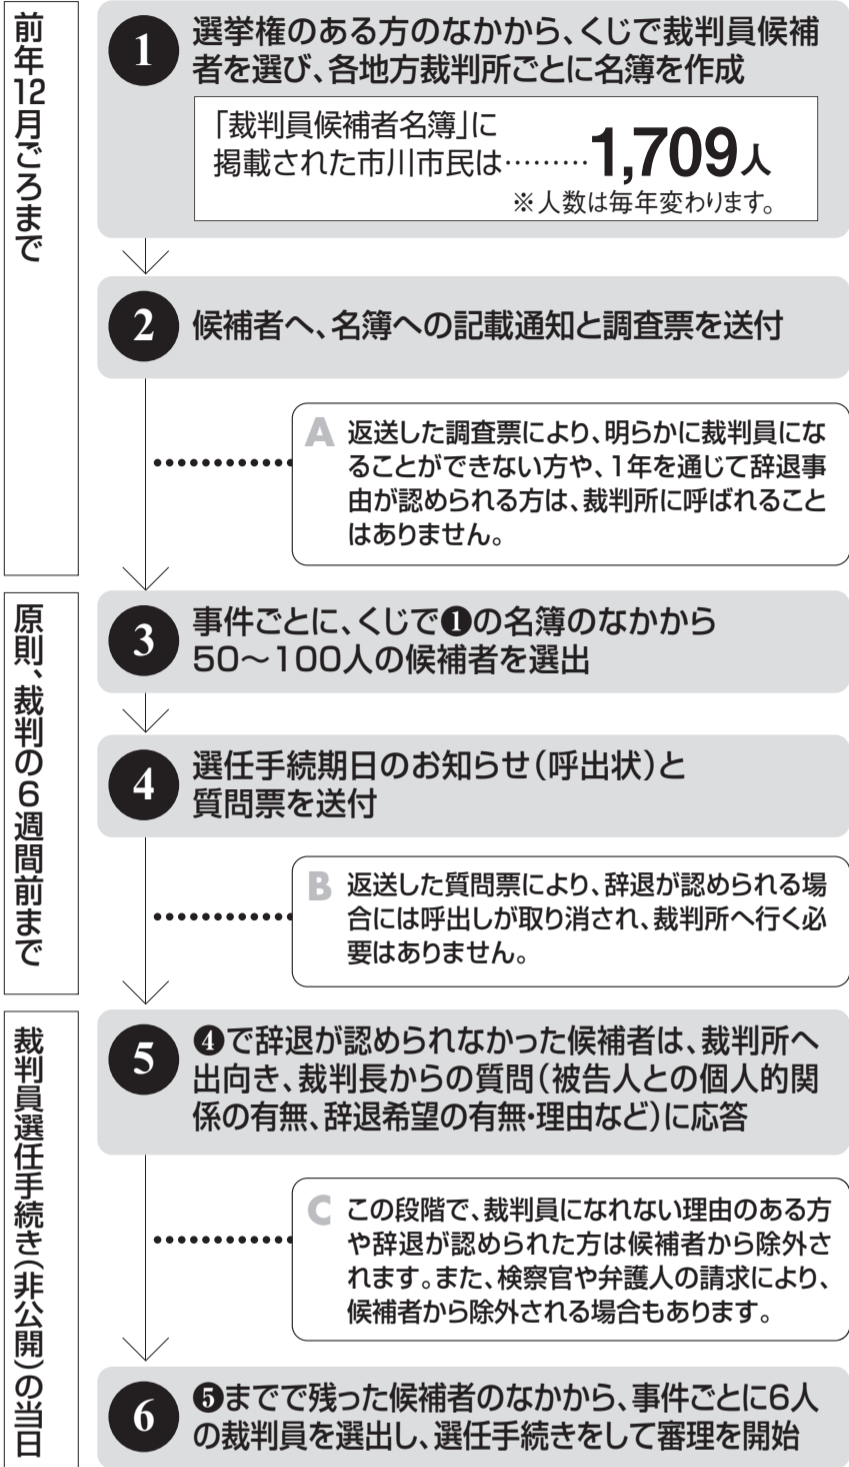 前年12月ごろまで
1
選挙権のある方のなかから、くじで裁判員候補
者を選び、各地方裁判所ごとに名簿を作成
「裁判員候補者名簿」に
掲載された市川市民は………1,709人
※人数は毎年変わります。
2
候補者へ、名簿への記載通知と調査票を送付
A 返送した調査票により、明らかに裁判員にな
ることができない方や、1年を通じて辞退事
由が認められる方は、裁判所に呼ばれること
はありません。
原則、裁判の6週間前まで
3
事件ごとに、くじで❶の名簿のなかから
50～100人の候補者を選出
4
選任手続期日のお知らせ(呼出状)と
質問票を送付
B 返送した質問票により、辞退が認められる場
合には呼出しが取り消され、裁判所へ行く必
要はありません。
裁判員選任手続き(非公開)の当日
5
❹で辞退が認められなかった候補者は、裁判所へ
出向き、裁判長からの質問(被告人との個人的関
係の有無、辞退希望の有無・理由など)に応答
C この段階で、裁判員になれない理由のある方
や辞退が認められた方は候補者から除外さ
れます。また、検察官や弁護人の請求により、
候補者から除外される場合もあります。
6
❺までで残った候補者のなかから、事件ごとに6人
の裁判員を選出し、選任手続きをして審理を開始